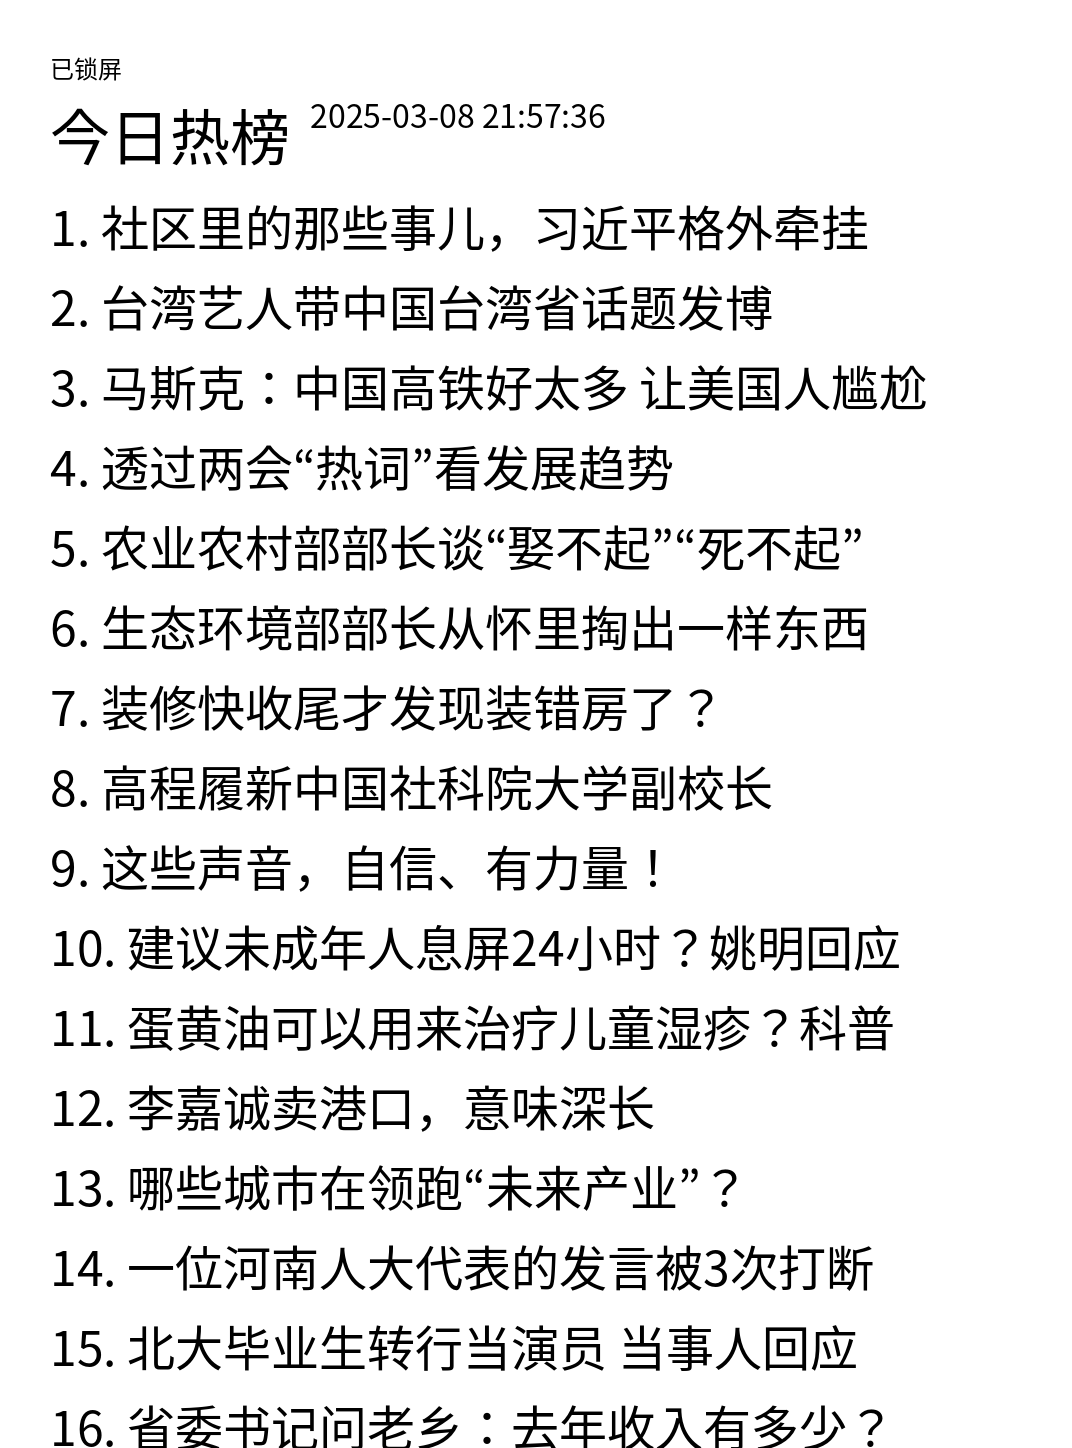 已锁屏
今日热榜 2025-03-08 21:57:36
1. 社区里的那些事儿，习近平格外牵挂
2. 台湾艺人带中国台湾省话题发博
3. 马斯克：中国高铁好太多 让美国人尴尬
4. 透过两会“热词”看发展趋势
5. 农业农村部部长谈“娶不起”“死不起”
6. 生态环境部部长从怀里掏出一样东西
7. 装修快收尾才发现装错房了？
8. 高程履新中国社科院大学副校长
9. 这些声音，自信、有力量！
10. 建议未成年人息屏24小时？姚明回应
11. 蛋黄油可以用来治疗儿童湿疹？科普
12. 李嘉诚卖港口，意味深长
13. 哪些城市在领跑“未来产业”？
14. 一位河南人大代表的发言被3次打断
15. 北大毕业生转行当演员 当事人回应
16. 省委书记问老乡：去年收入有多少？